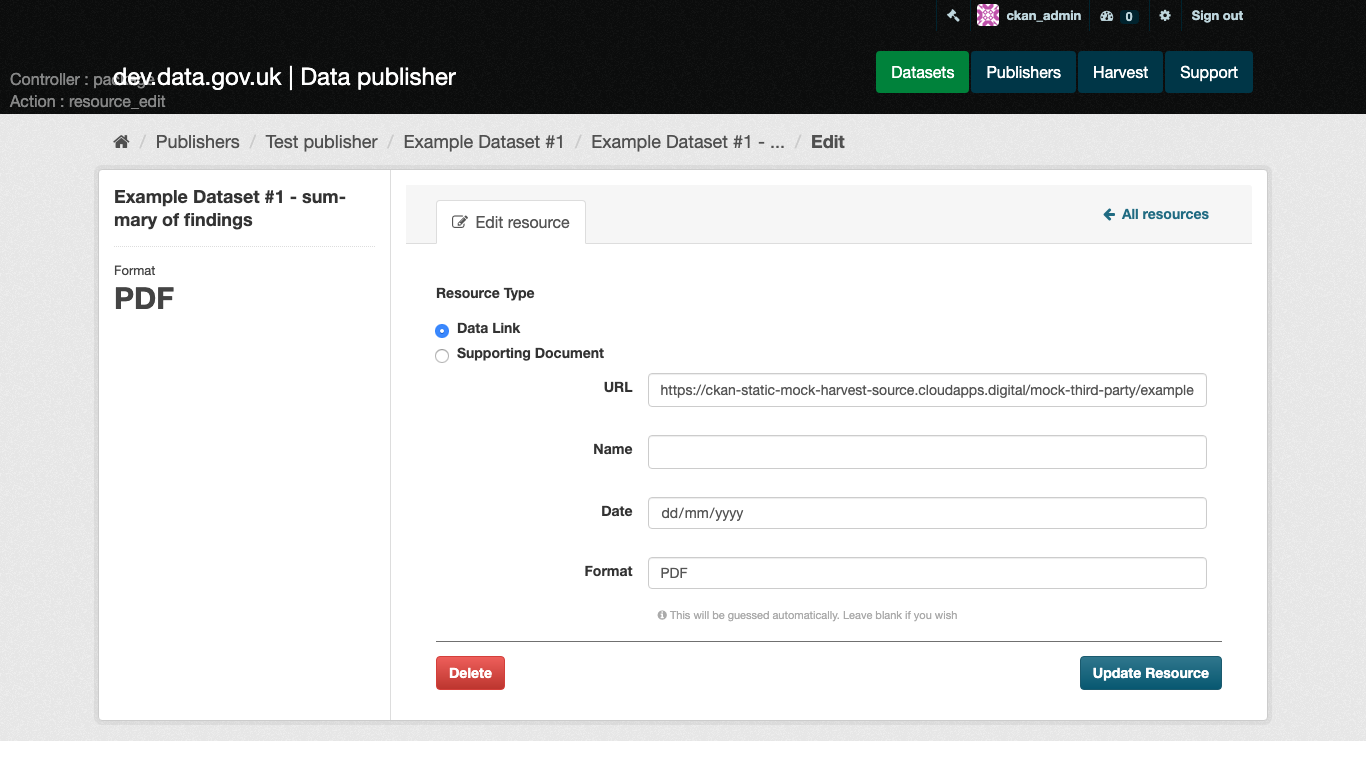 ckan_admin 0 Sign out
dev.data.gov.uk | Data publisher
Datasets Publishers Harvest Support
Controller : package
Action : resource_edit
/ Publishers / Test publisher / Example Dataset #1 / Example Dataset #1 - ... / Edit
Example Dataset #1 - sum-
mary of findings
Format
PDF
Edit resource
All resources
Resource Type
Data Link
Supporting Document
URL https://ckan-static-mock-harvest-source.cloudapps.digital/mock-third-party/example
Name
Date dd/mm/yyyy
Format PDF
This will be guessed automatically. Leave blank if you wish
Delete Update Resource